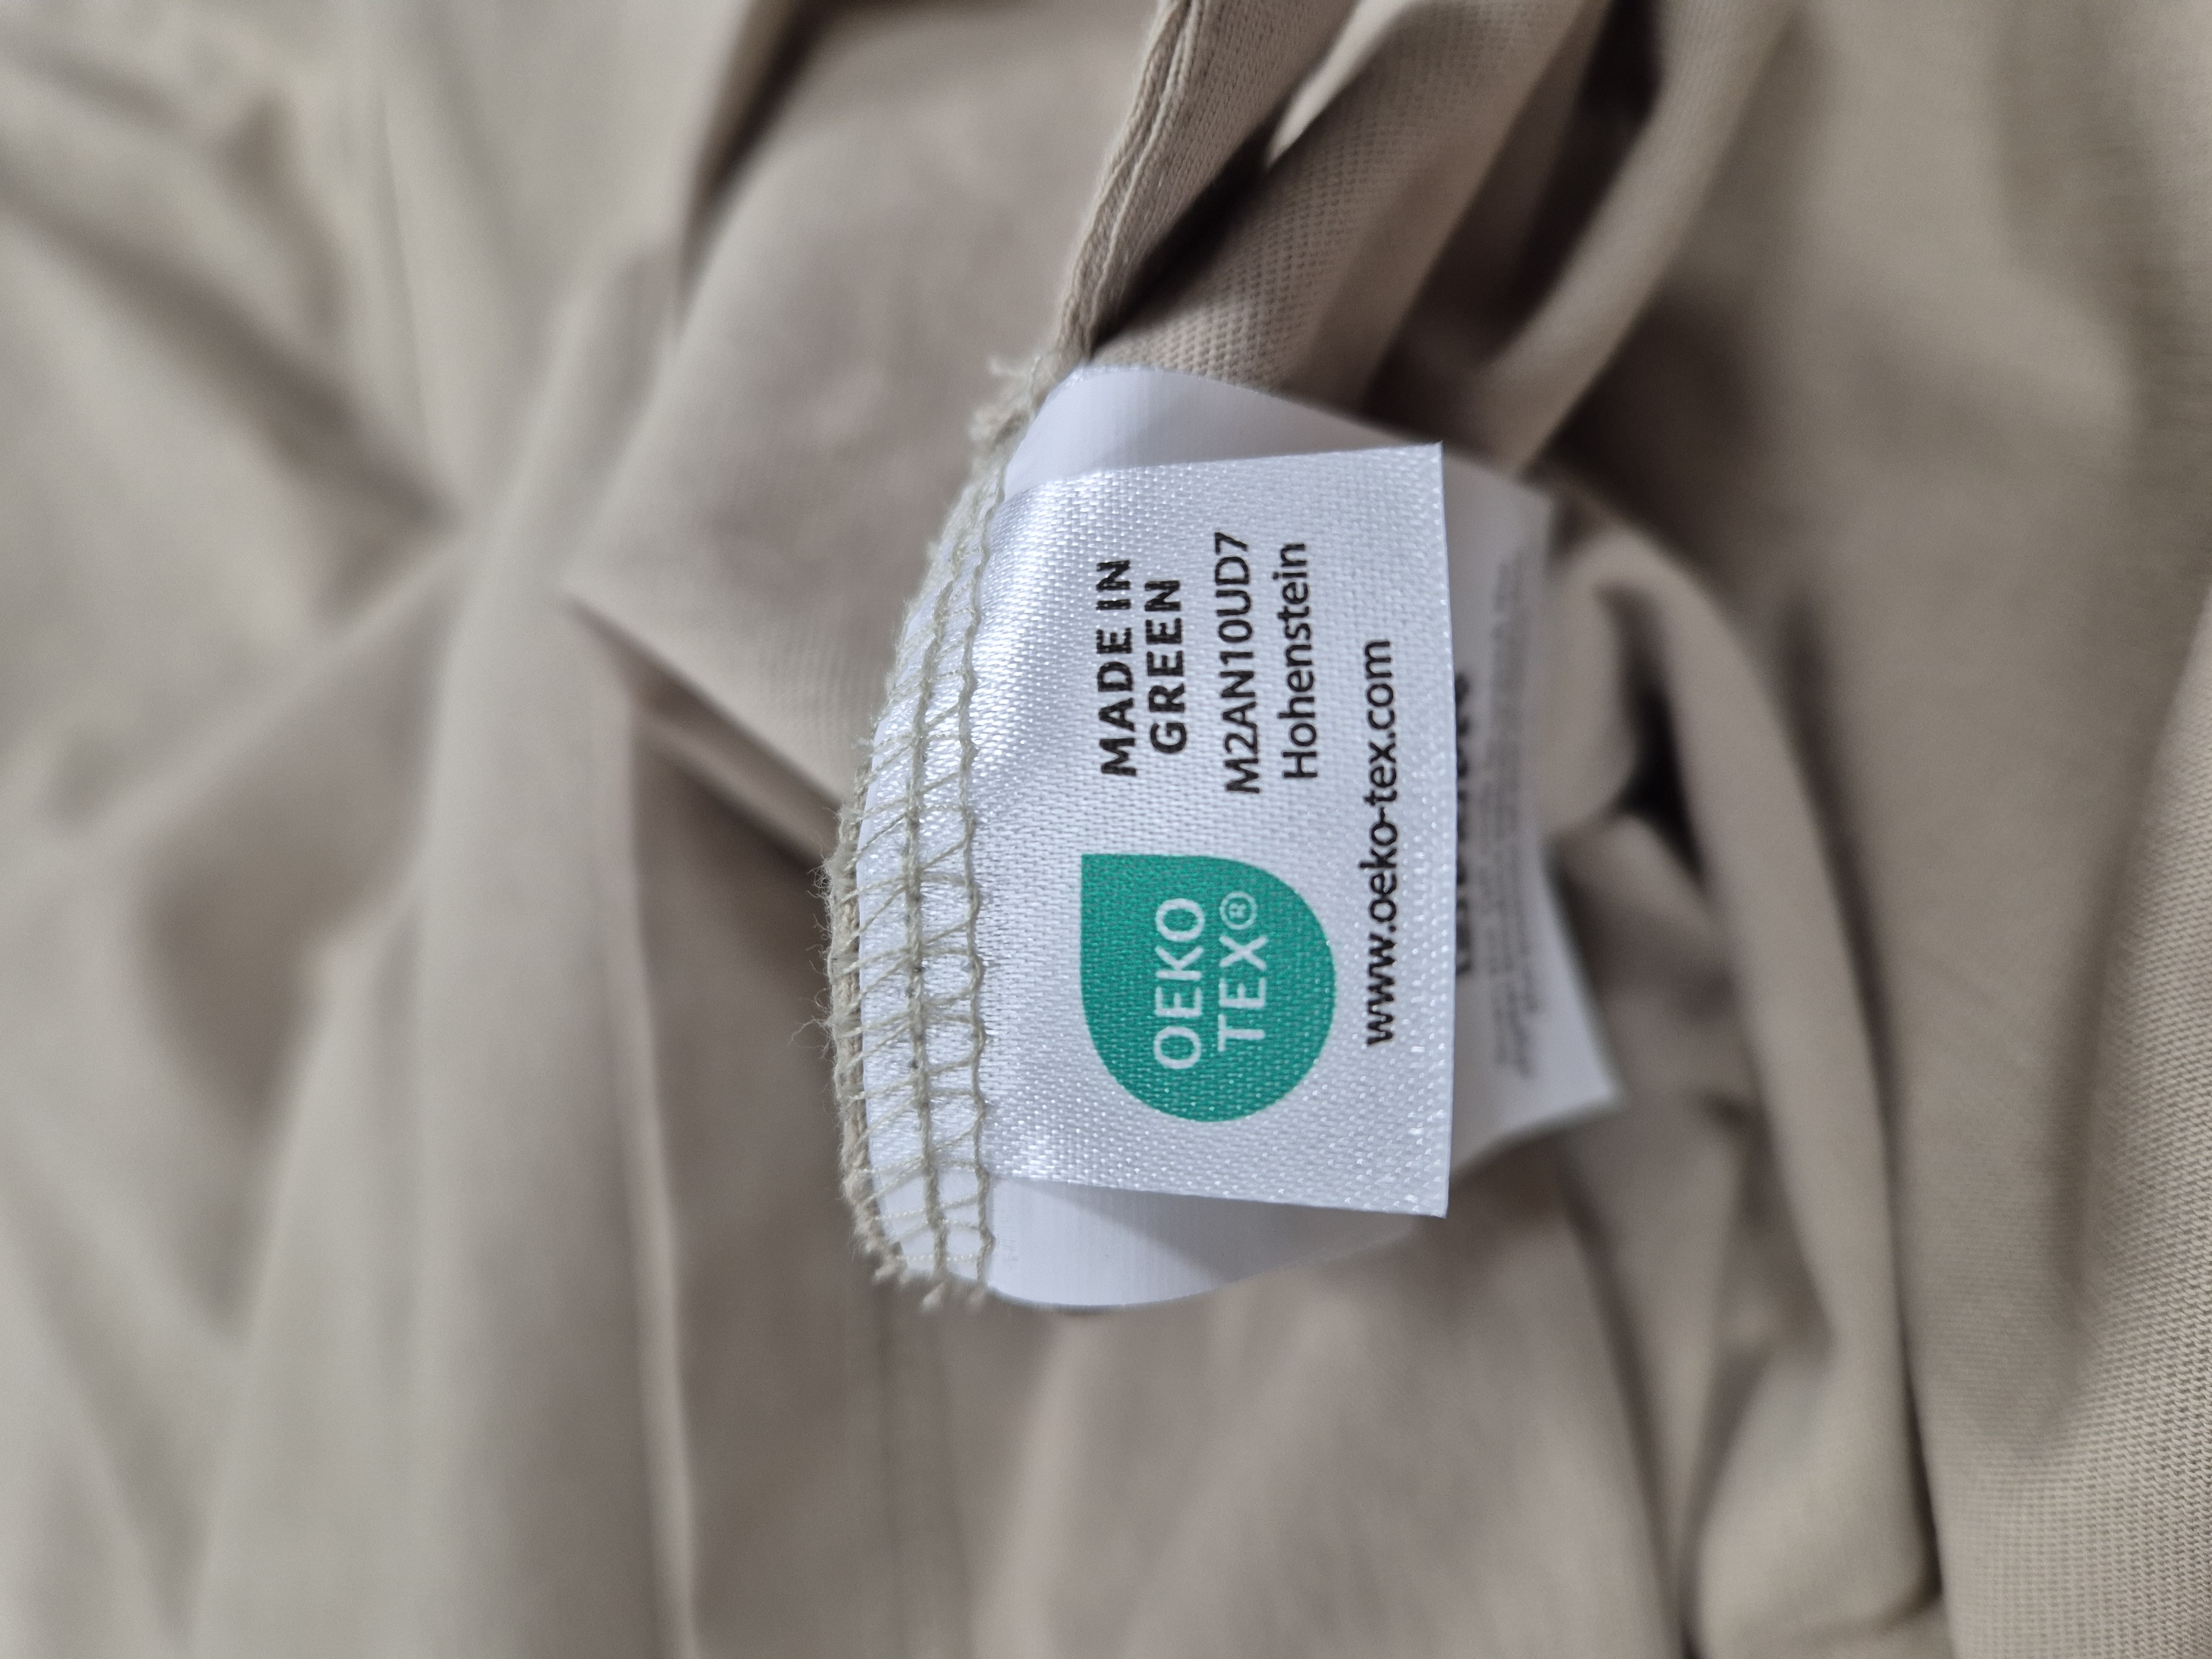 OEKO
TEX®
MADE IN
GREEN
M2AN10UD7
Hohenstein
www.oeko-tex.com